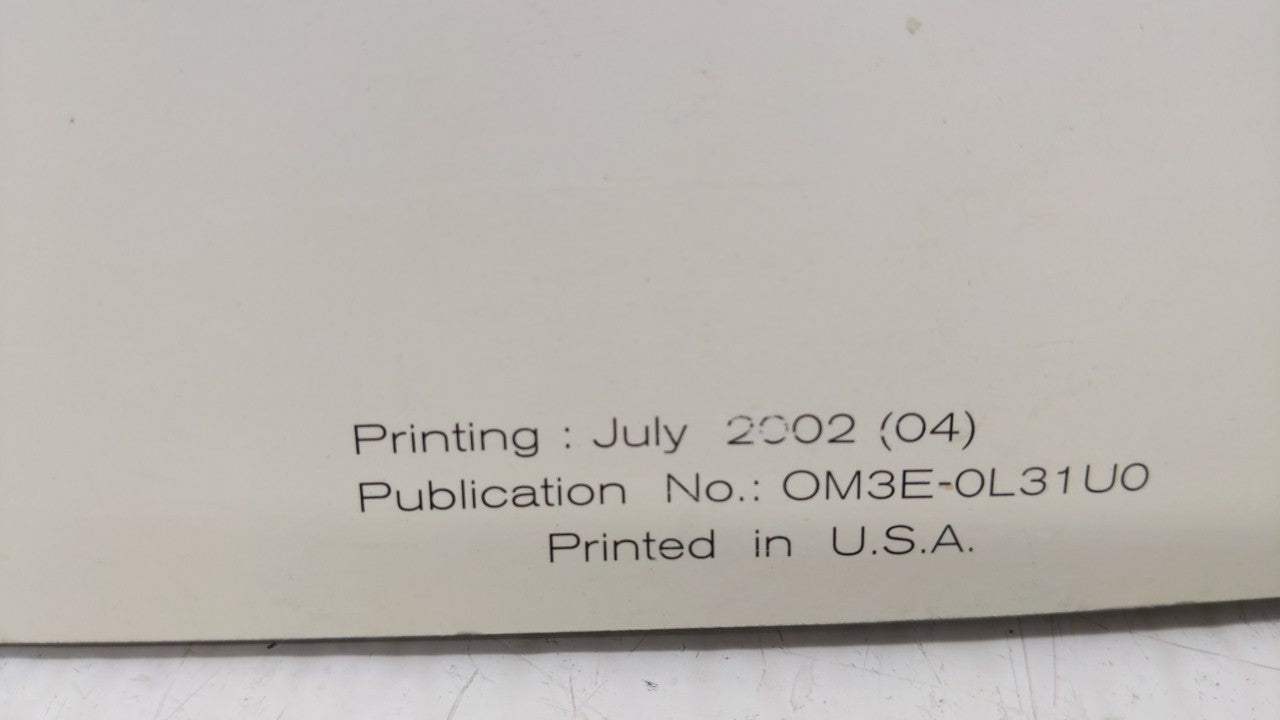 Printing : July 2002 (04)
Publication No.: OM3E-0L31U0
Printed in U.S.A.